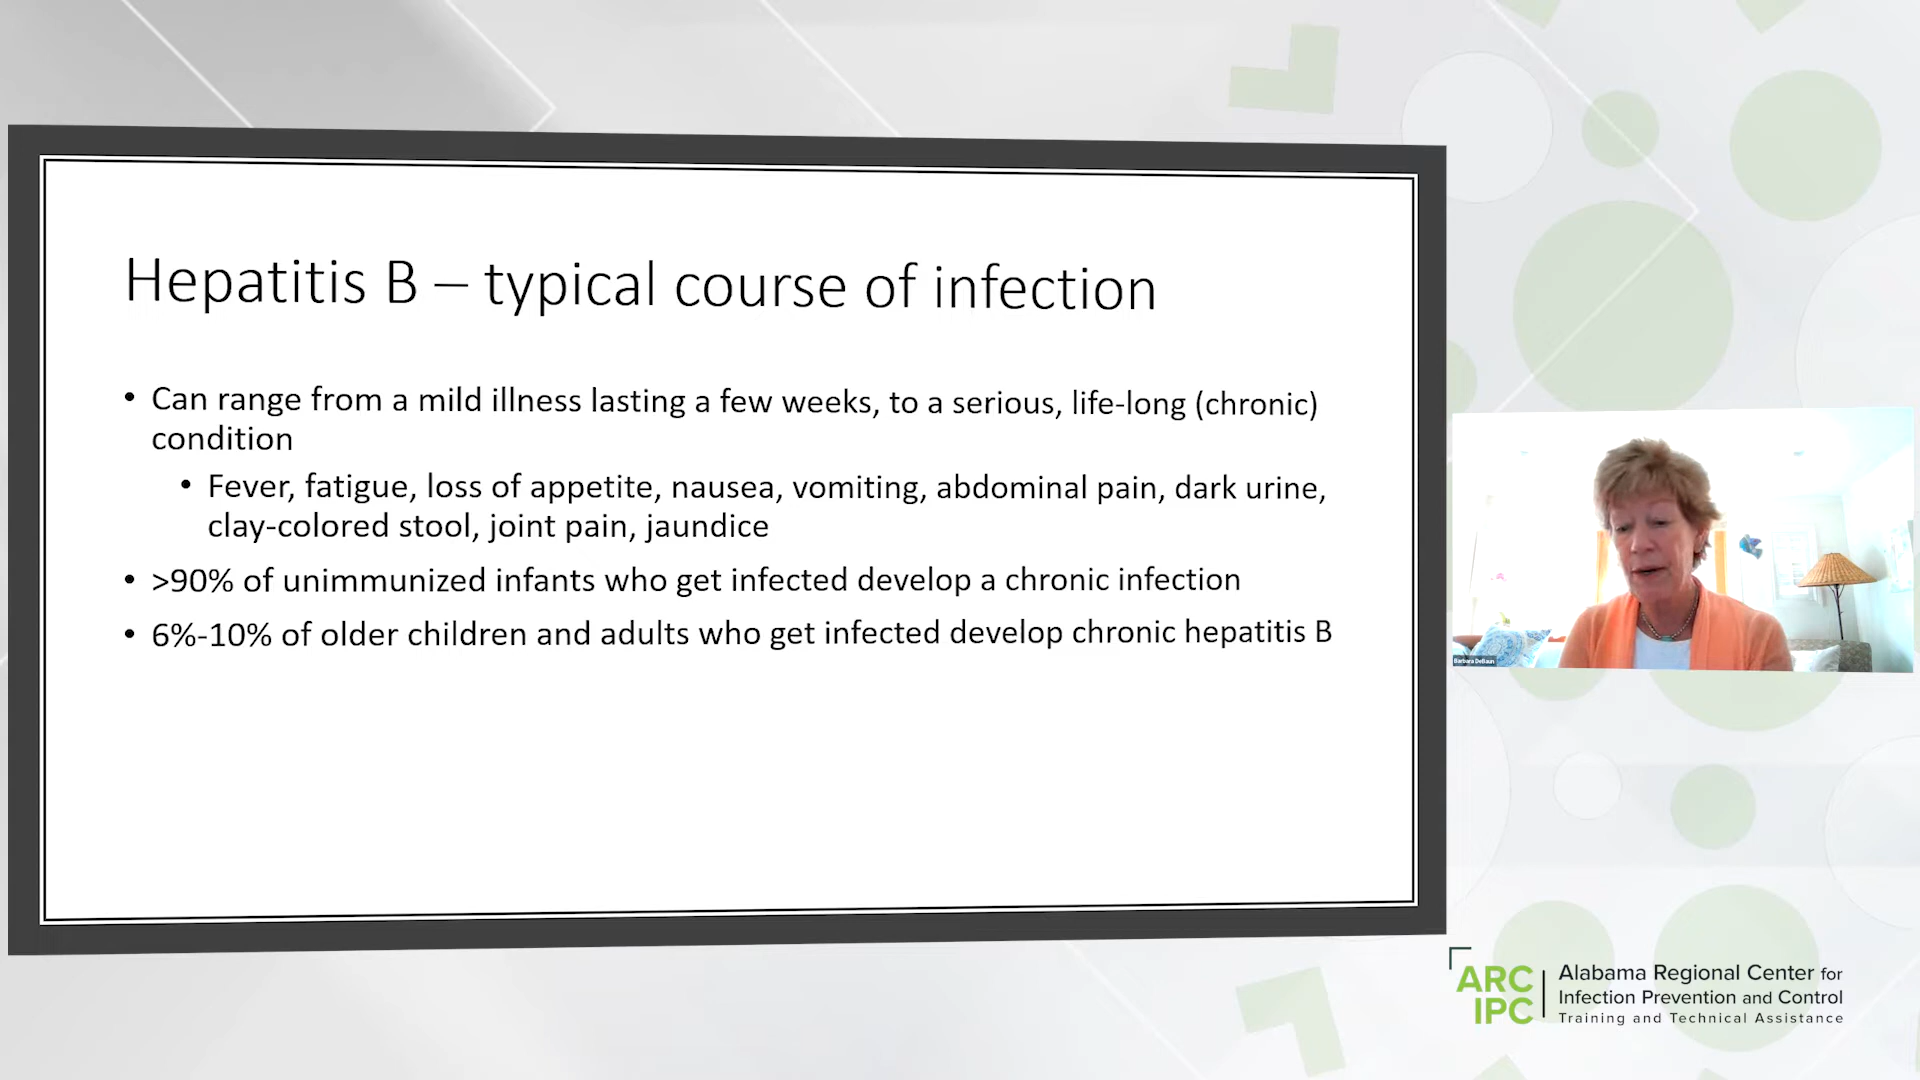 Hepatitis B – typical course of infection
• Can range from a mild illness lasting a few weeks, to a serious, life-long (chronic)
condition
• Fever, fatigue, loss of appetite, nausea, vomiting, abdominal pain, dark urine,
clay-colored stool, joint pain, jaundice
• >90% of unimmunized infants who get infected develop a chronic infection
• 6%-10% of older children and adults who get infected develop chronic hepatitis B
Barbara DeBaun
ARC
IPC
Alabama Regional Center for
Infection Prevention and Control
Training and Technical Assistance